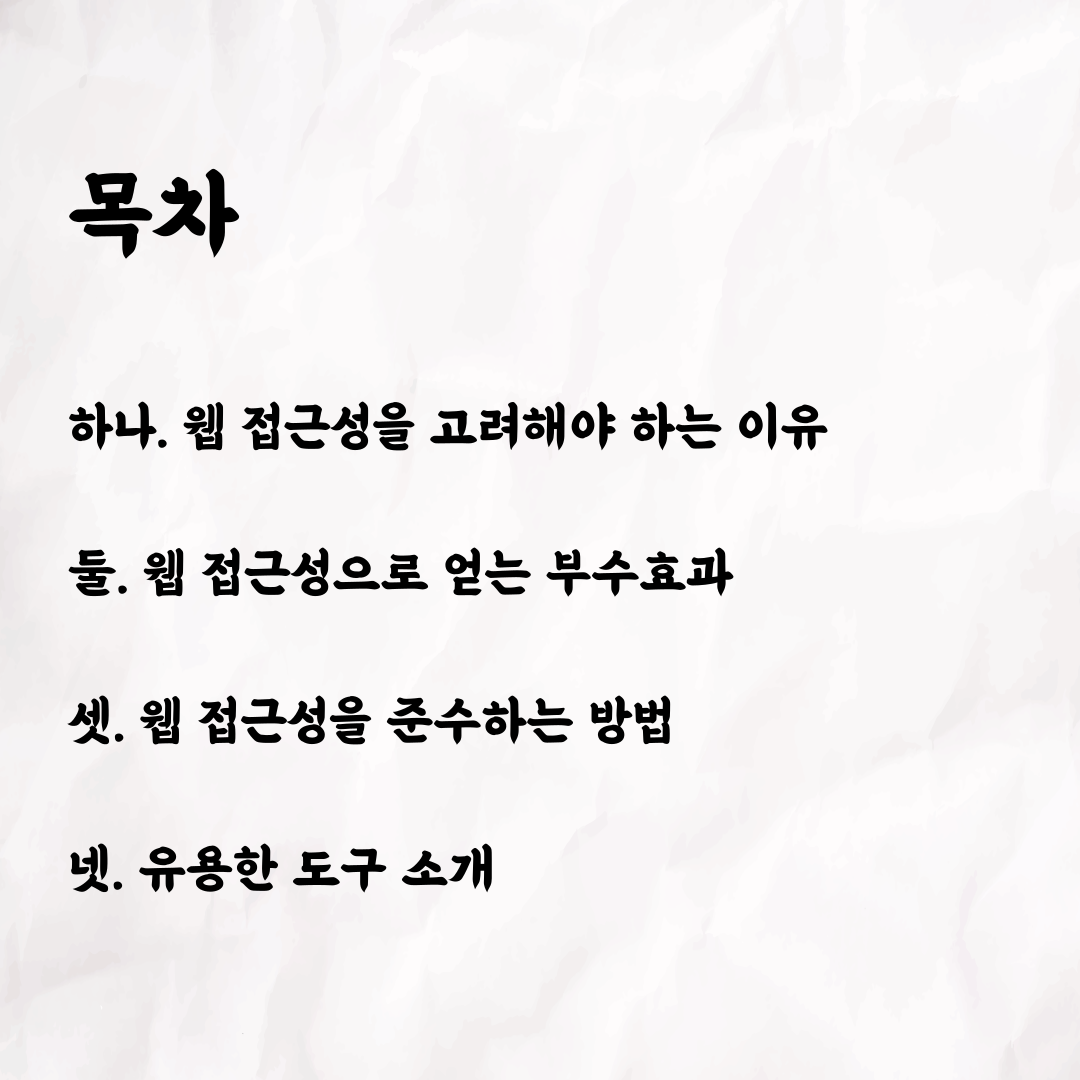 목차
하나. 웹 접근성을 고려해야 하는 이유
둘. 웹 접근성으로 얻는 부수효과
셋. 웹 접근성을 준수하는 방법
넷. 유용한 도구 소개